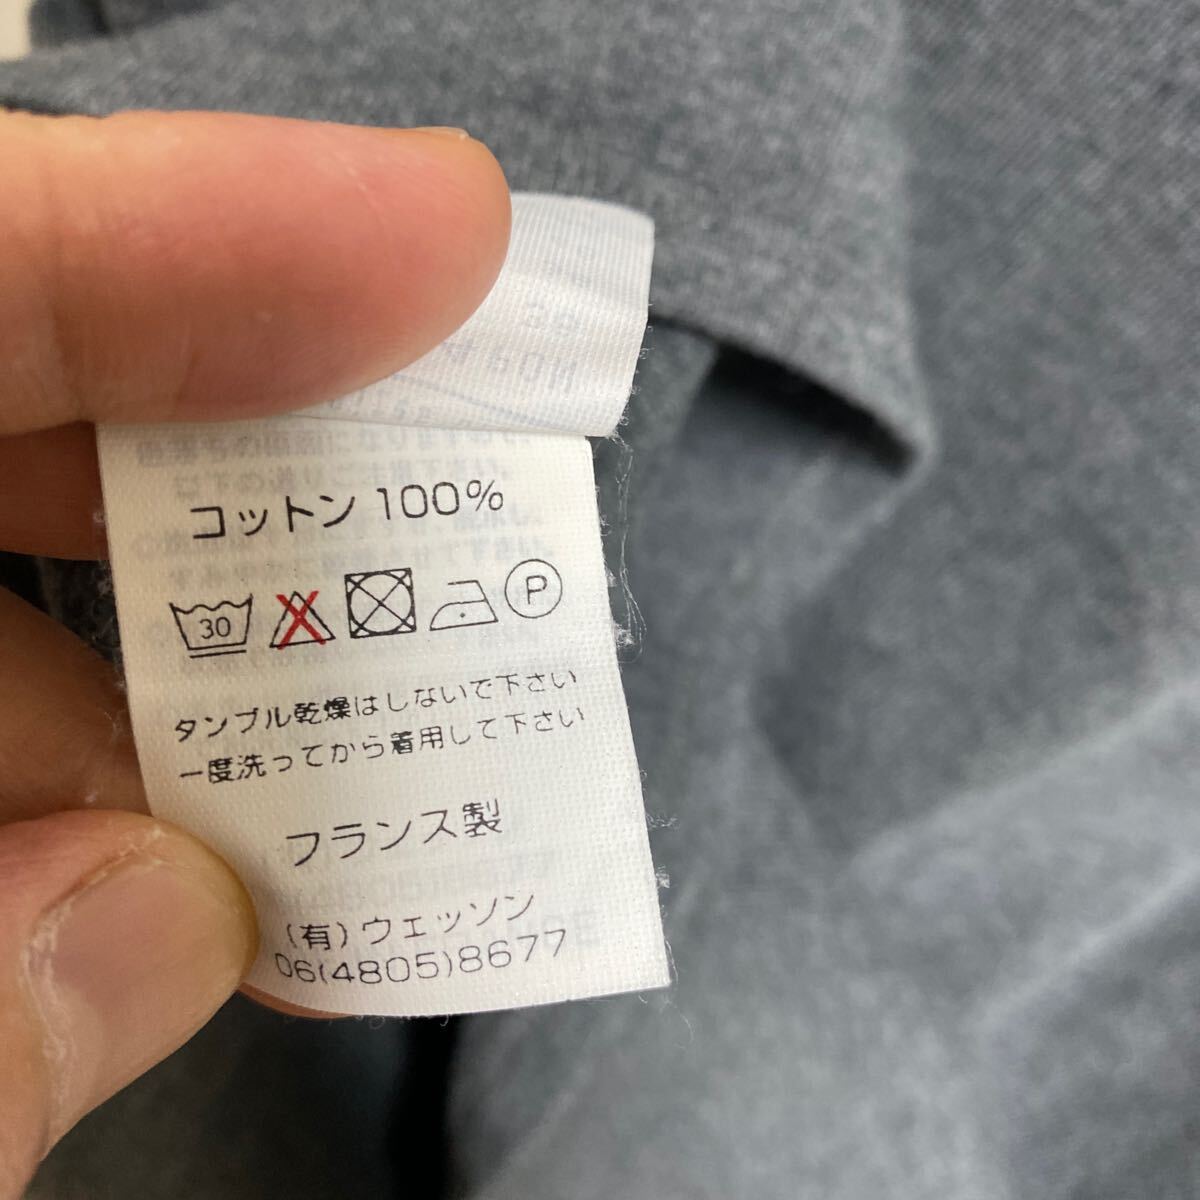 コットン 100%
30 P
タンブル乾燥はしないで下さい
一度洗ってから着用して下さい
フランス製
(有)ウェッソン
06(4805)8677